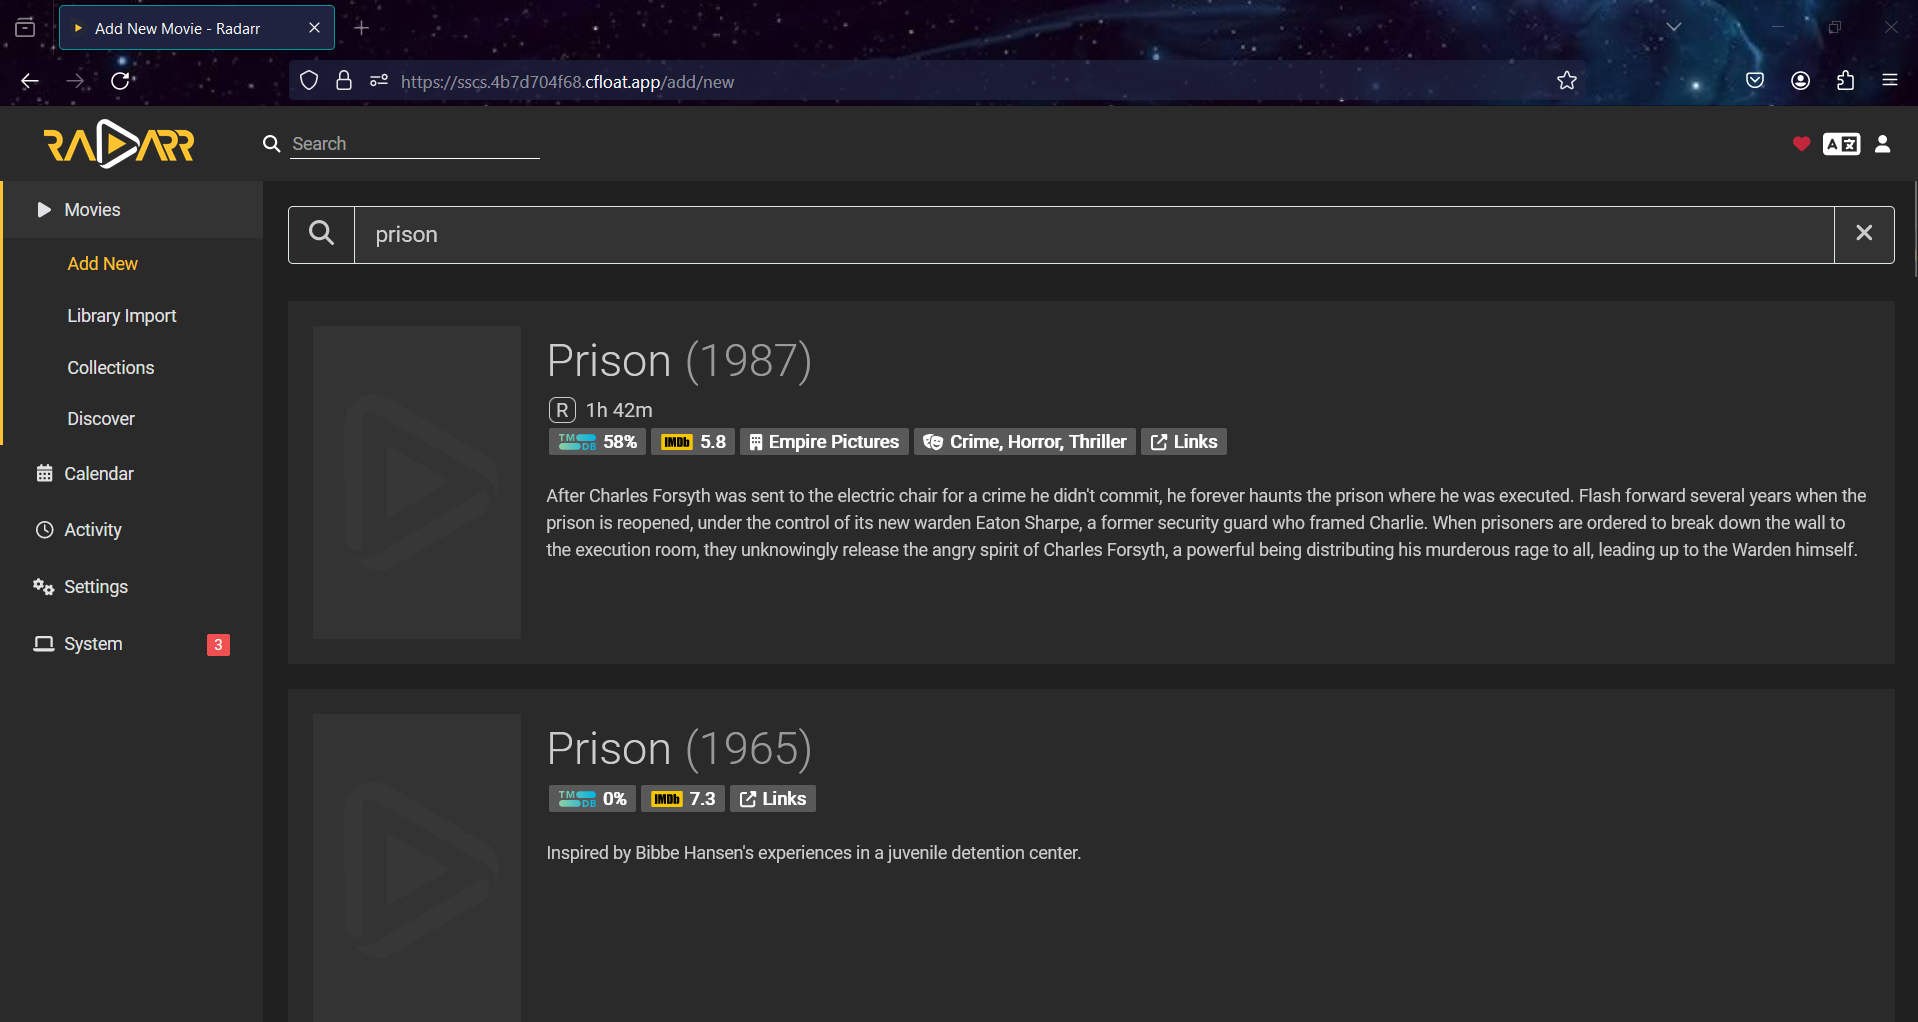 Add New Movie - Radarr
https://sscs.4b7d704f68.cfloat.app/add/new
RADARR
Search
A
Movies
Add New
Library Import
Collections
Discover
Calendar
Activity
Settings
System 3
prison
Prison (1987)
R 1h 42m
TMDB 58% IMDb 5.8 Empire Pictures Crime, Horror, Thriller Links
After Charles Forsyth was sent to the electric chair for a crime he didn't commit, he forever haunts the prison where he was executed. Flash forward several years when the
prison is reopened, under the control of its new warden Eaton Sharpe, a former security guard who framed Charlie. When prisoners are ordered to break down the wall to
the execution room, they unknowingly release the angry spirit of Charles Forsyth, a powerful being distributing his murderous rage to all, leading up to the Warden himself.
Prison (1965)
TMDB 0% IMDb 7.3 Links
Inspired by Bibbe Hansen's experiences in a juvenile detention center.